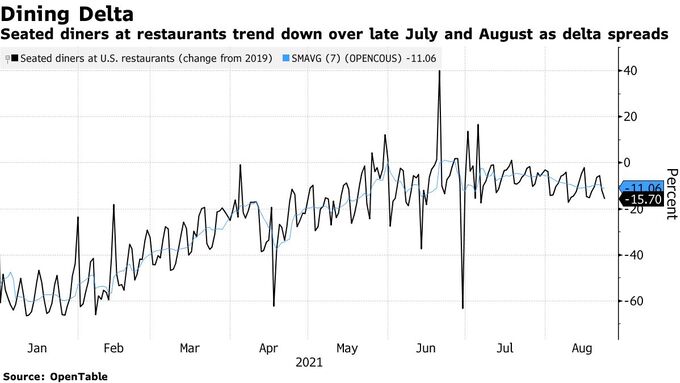 Dining Delta
Seated diners at restaurants trend down over late July and August as delta spreads
Seated diners at U.S. restaurants (change from 2019) SMAVG (7) (OPENCOUS) -11.06
40
20
0
-11.06
-15.70
-20
-40
-60
Percent
Jan Feb Mar Apr May Jun Jul Aug
2021
Source: OpenTable